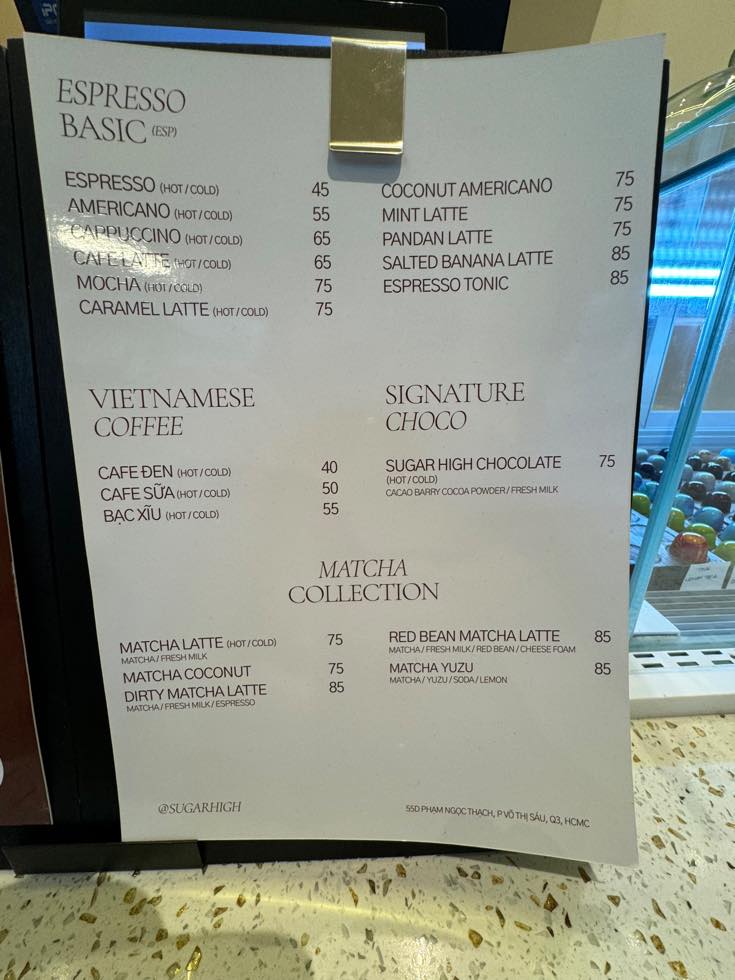 ESPRESSO
BASIC (ESP)
ESPRESSO (HOT / COLD) 45
AMERICANO (HOT / COLD) 55
CAPPUCCINO (HOT / COLD) 65
CAFE LATTE (HOT / COLD) 65
MOCHA (HOT / COLD) 75
CARAMEL LATTE (HOT / COLD) 75
COCONUT AMERICANO 75
MINT LATTE 75
PANDAN LATTE 75
SALTED BANANA LATTE 85
ESPRESSO TONIC 85
VIETNAMESE
COFFEE
CAFE ĐEN (HOT / COLD) 40
CAFE SỮA (HOT / COLD) 50
BẠC XĨU (HOT / COLD) 55
SIGNATURE
CHOCO
SUGAR HIGH CHOCOLATE 75
(HOT / COLD)
CACAO BARRY COCOA POWDER / FRESH MILK
MATCHA
COLLECTION
MATCHA LATTE (HOT / COLD) 75
MATCHA / FRESH MILK
MATCHA COCONUT 75
DIRTY MATCHA LATTE 85
MATCHA / FRESH MILK / ESPRESSO
RED BEAN MATCHA LATTE 85
MATCHA / FRESH MILK / RED BEAN / CHEESE FOAM
MATCHA YUZU 85
MATCHA / YUZU / SODA / LEMON
@SUGARHIGH
55D PHẠM NGỌC THẠCH, P VÕ THỊ SÁU, Q3, HCMC